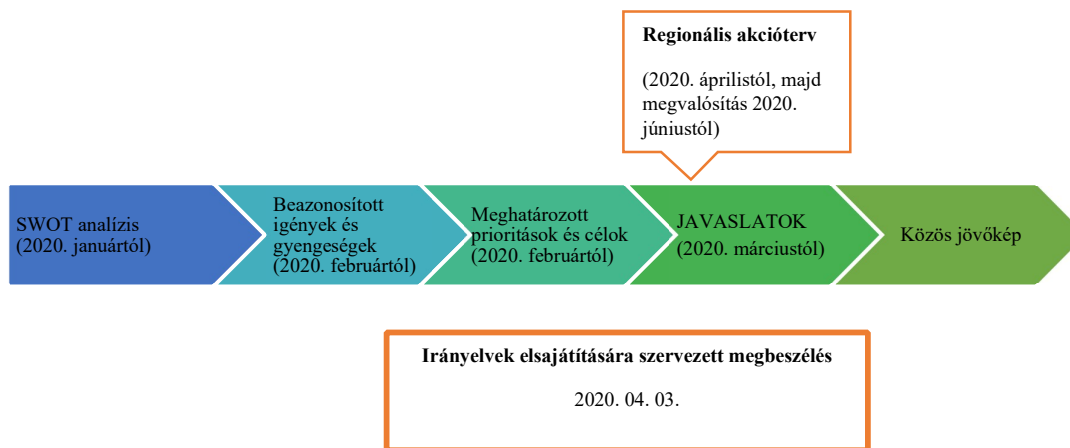 Regionális akcióterv
(2020. áprilistól, majd
megvalósítás 2020.
júniustól)
SWOT analízis
(2020. januártól)
Beazonosított
igények és
gyengeségek
(2020. februártól)
Meghatározott
prioritások és célok
(2020. februártól)
JAVASLATOK
(2020. márciustól)
Közös jövőkép
Irányelvek elsajátítására szervezett megbeszélés
2020. 04. 03.